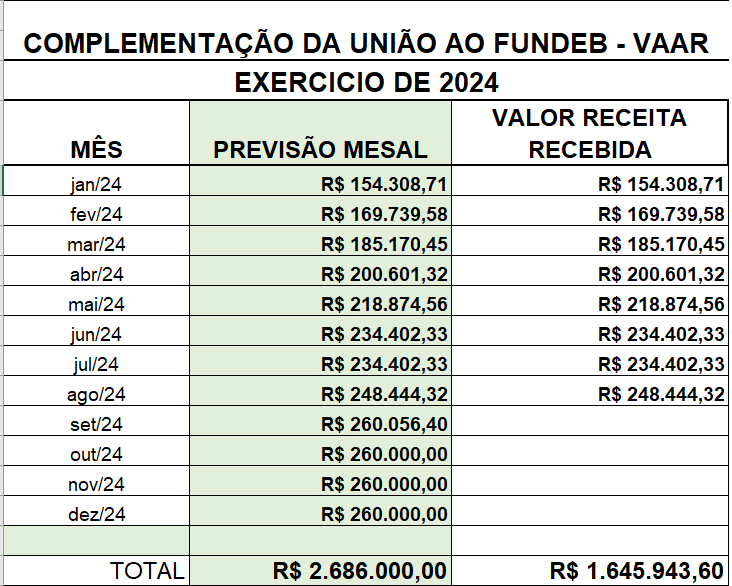 COMPLEMENTAÇÃO DA UNIÃO AO FUNDEB - VAAR
EXERCICIO DE 2024
MÊS PREVISÃO MESAL VALOR RECEITA RECEBIDA
jan/24 R$ 154.308,71 R$ 154.308,71
fev/24 R$ 169.739,58 R$ 169.739,58
mar/24 R$ 185.170,45 R$ 185.170,45
abr/24 R$ 200.601,32 R$ 200.601,32
mai/24 R$ 218.874,56 R$ 218.874,56
jun/24 R$ 234.402,33 R$ 234.402,33
jul/24 R$ 234.402,33 R$ 234.402,33
ago/24 R$ 248.444,32 R$ 248.444,32
set/24 R$ 260.056,40
out/24 R$ 260.000,00
nov/24 R$ 260.000,00
dez/24 R$ 260.000,00
TOTAL R$ 2.686.000,00 R$ 1.645.943,60